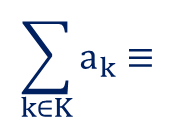 ∑ aₖ ≡
k∈K